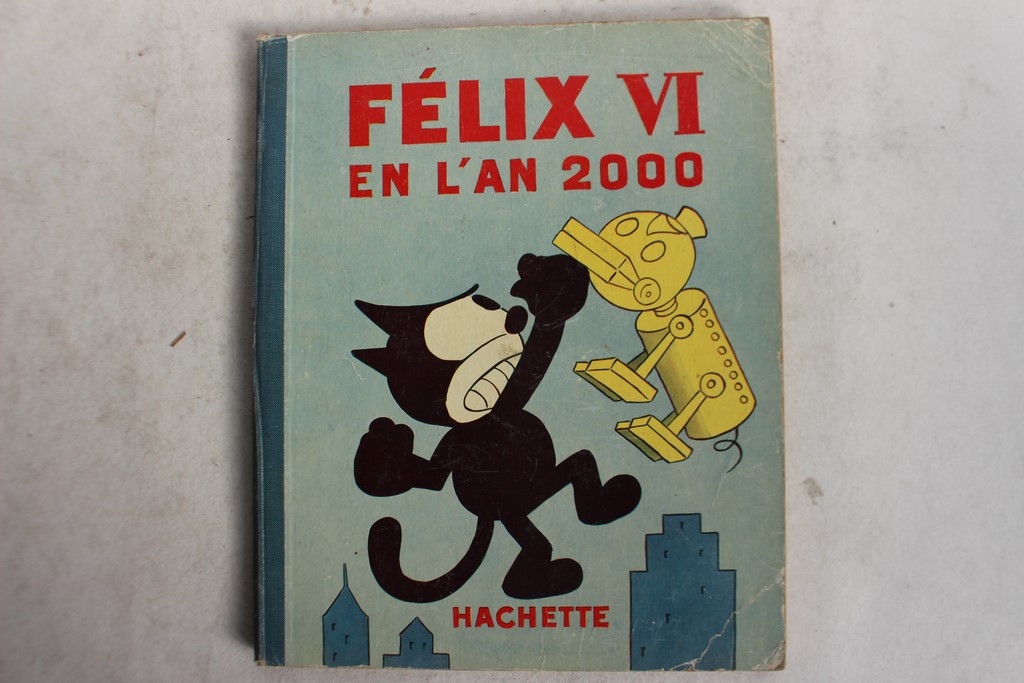 FÉLIX VI
EN L'AN 2000
HACHETTE